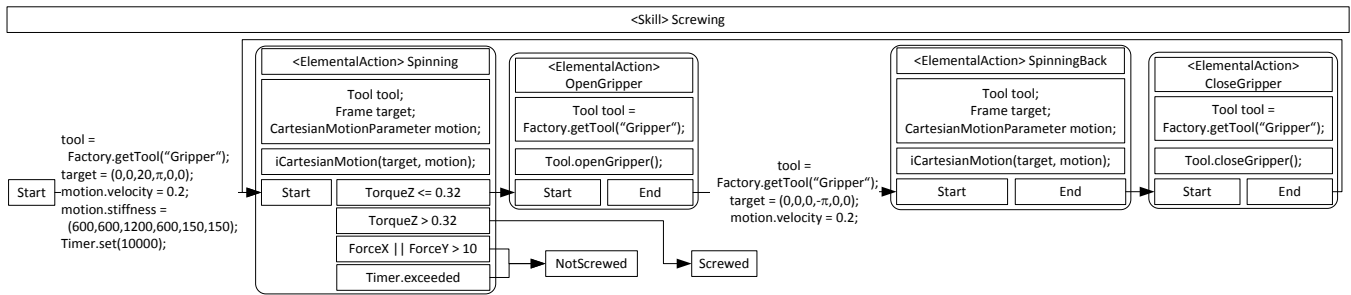 <Skill> Screwing
Start
tool =
Factory.getTool(“Gripper“);
target = (0,0,20,π,0,0);
motion.velocity = 0.2;
motion.stiffness =
(600,600,1200,600,150,150);
Timer.set(10000);
<ElementalAction> Spinning
Tool tool;
Frame target;
CartesianMotionParameter motion;
iCartesianMotion(target, motion);
Start
TorqueZ <= 0.32
TorqueZ > 0.32
ForceX || ForceY > 10
Timer.exceeded
<ElementalAction>
OpenGripper
Tool tool =
Factory.getTool(“Gripper“);
Tool.openGripper();
Start
End
NotScrewed
Screwed
tool =
Factory.getTool(“Gripper“);
target = (0,0,0,-π,0,0);
motion.velocity = 0.2;
<ElementalAction> SpinningBack
Tool tool;
Frame target;
CartesianMotionParameter motion;
iCartesianMotion(target, motion);
Start
End
<ElementalAction>
CloseGripper
Tool tool =
Factory.getTool(“Gripper“);
Tool.closeGripper();
Start
End